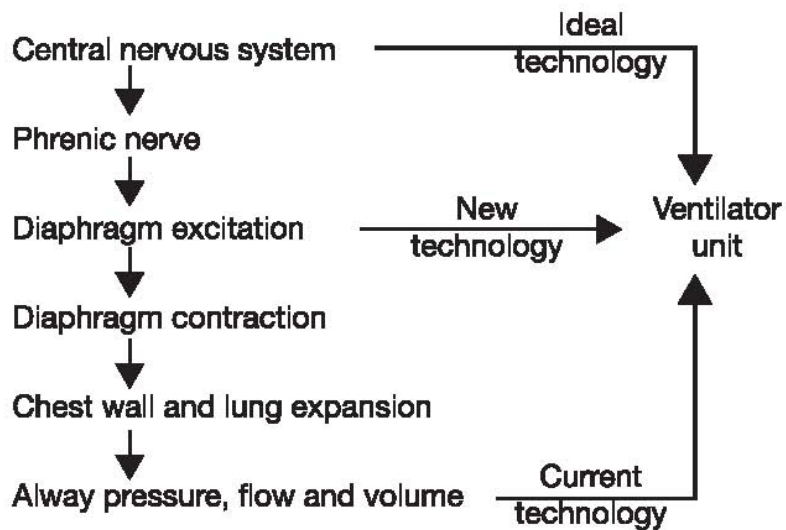 Central nervous system
Ideal
technology
Phrenic nerve
Diaphragm excitation
New
technology
Ventilator
unit
Diaphragm contraction
Chest wall and lung expansion
Alway pressure, flow and volume
Current
technology